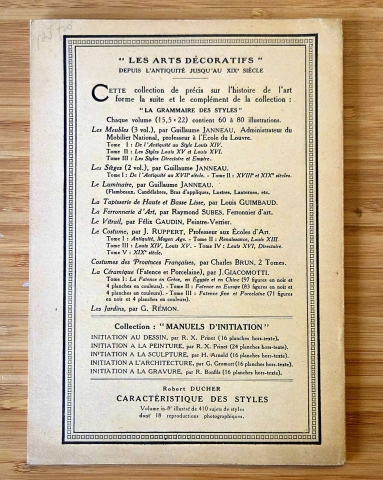 " LES ARTS DÉCORATIFS "
DEPUIS L'ANTIQUITÉ JUSQU'AU XIXᵉ SIÈCLE
CETTE collection de précis sur l'histoire de l'art
forme la suite et le complément de la collection :
" LA GRAMMAIRE DES STYLES "
Chaque volume (15,5 × 22) contient 60 à 80 illustrations.
Les Meubles (3 vol.), par Guillaume JANNEAU, Administrateur du
Mobilier National, professeur à l'École du Louvre.
Tome I : De l'Antiquité au Style Louis XIV.
Tome II : Les Styles Louis XV et Louis XVI.
Tome III : Les Styles Directoire et Empire.
Les Sièges (2 vol.), par Guillaume JANNEAU.
Tome I : De l'Antiquité au XVIIᵉ siècle. - Tome II : XVIIIᵉ et XIXᵉ siècles.
Le Luminaire, par Guillaume JANNEAU.
(Flambeaux, Candélabres, Bras d'appliques, Lustres, Lanternes, etc.
La Tapisserie de Haute et Basse Lisse, par Louis GUIMBAUD.
La Ferronnerie d'Art, par Raymond SUBES, Ferronnier d'art.
Le Vitrail, par Félix GAUDIN, Peintre-Verrier.
Le Costume, par J. RUPPERT, Professeur aux Écoles d'Art.
Tome I : Antiquité, Moyen Age. - Tome II : Renaissance, Louis XIII.
Tome III : Louis XIV, Louis XV. - Tome IV : Louis XVI, Directoire.
Tome V : XIXᵉ siècle.
Costumes des Provinces Françaises, par Charles BRUN, 2 Tomes.
La Céramique (Faïence et Porcelaine), par J. GIACOMOTTI.
Tome I : La Faïence en Grèce, en Égypte et en Chine (97 figures en noir et
4 planches en couleurs). - Tome II : Faïence en Europe (83 figures en noir
et 4 planches en couleurs). - Tome III : Faïence fine et Porcelaine (71 figures
en noir et 4 planches en couleurs).
Les Jardins, par G. RÉMON.
Collection : "MANUELS D'INITIATION"
INITIATION AU DESSIN, par R. X. Prinet (16 planches hors-texte).
INITIATION A LA PEINTURE, par R. X. Prinet (24 planches hors-texte).
INITIATION A LA SCULPTURE, par H. Arnold (16 planches hors-texte).
INITIATION A L'ARCHITECTURE, par G. Gromort (16 planches hors-texte).
INITIATION A LA GRAVURE, par R. Bonfils (16 planches hors-texte).
Robert DUCHER
CARACTÉRISTIQUE DES STYLES
Volume in-8° illustré de 410 sujets de styles
dont 18 reproductions photographiques.